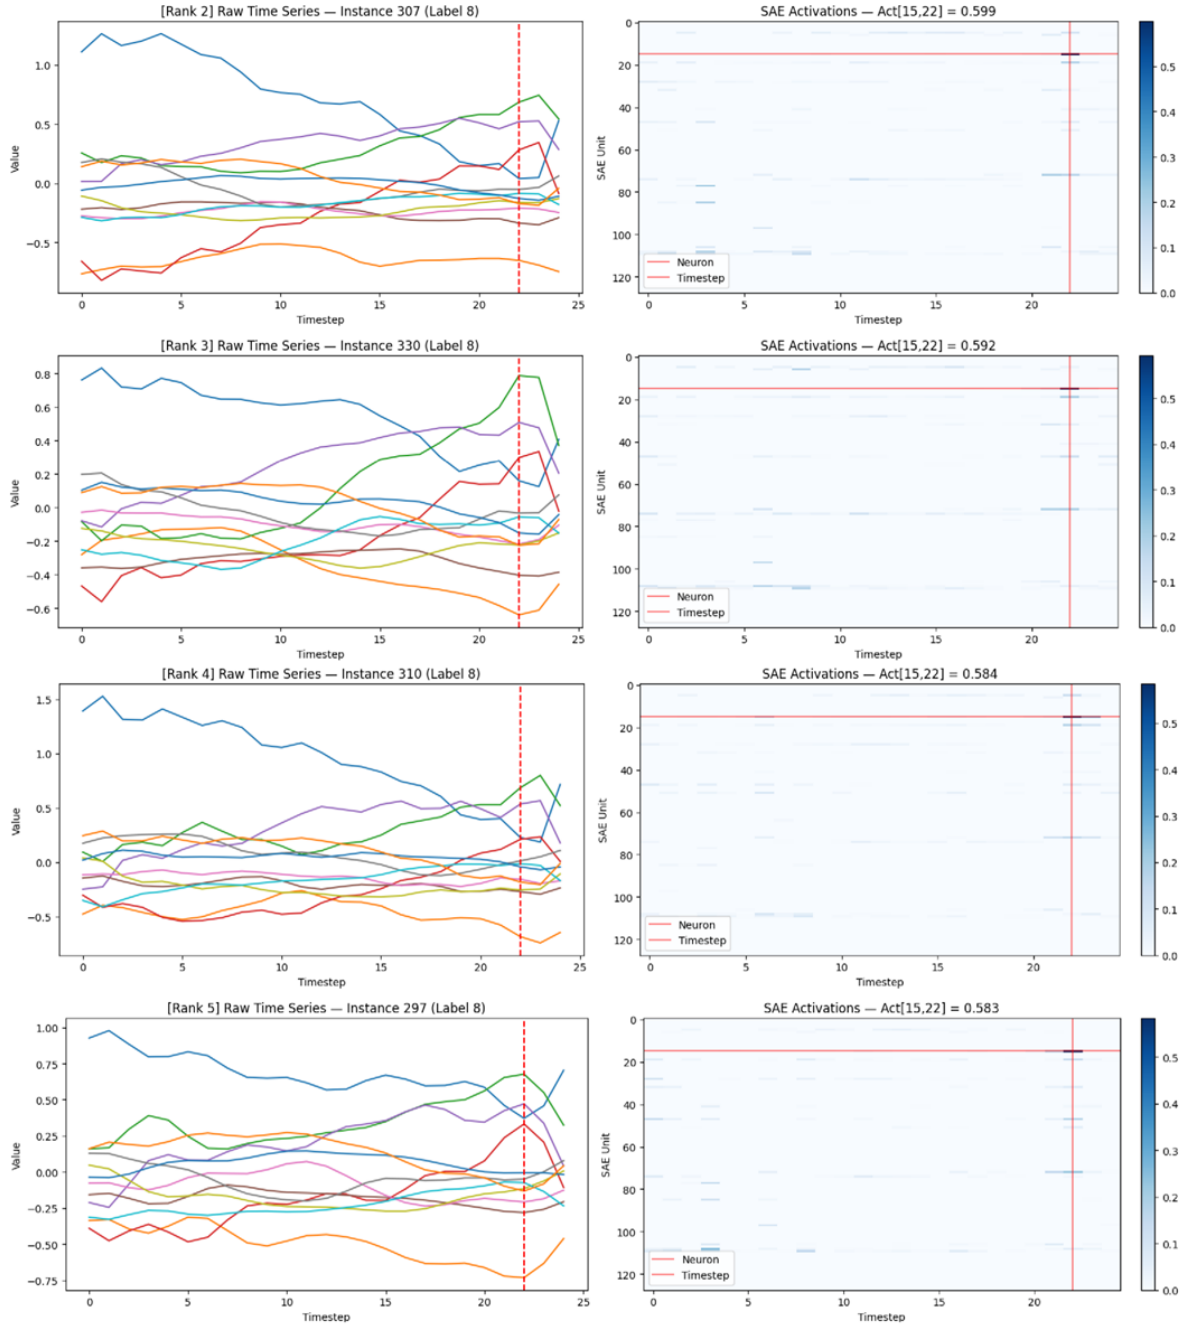 [Rank 2] Raw Time Series — Instance 307 (Label 8)
1.0
0.5
0.0
−0.5
Value
0 5 10 15 20 25
Timestep
SAE Activations — Act[15,22] = 0.599
0
20
40
60
80
100
120
SAE Unit
Neuron
Timestep
0 5 10 15 20
Timestep
0.5
0.4
0.3
0.2
0.1
0.0
[Rank 3] Raw Time Series — Instance 330 (Label 8)
0.8
0.6
0.4
0.2
0.0
−0.2
−0.4
−0.6
Value
0 5 10 15 20 25
Timestep
SAE Activations — Act[15,22] = 0.592
0
20
40
60
80
100
120
SAE Unit
Neuron
Timestep
0 5 10 15 20
Timestep
0.5
0.4
0.3
0.2
0.1
0.0
[Rank 4] Raw Time Series — Instance 310 (Label 8)
1.5
1.0
0.5
0.0
−0.5
Value
0 5 10 15 20 25
Timestep
SAE Activations — Act[15,22] = 0.584
0
20
40
60
80
100
120
SAE Unit
Neuron
Timestep
0 5 10 15 20
Timestep
0.5
0.4
0.3
0.2
0.1
0.0
[Rank 5] Raw Time Series — Instance 297 (Label 8)
1.00
0.75
0.50
0.25
0.00
−0.25
−0.50
−0.75
Value
0 5 10 15 20 25
Timestep
SAE Activations — Act[15,22] = 0.583
0
20
40
60
80
100
120
SAE Unit
Neuron
Timestep
0 5 10 15 20
Timestep
0.5
0.4
0.3
0.2
0.1
0.0